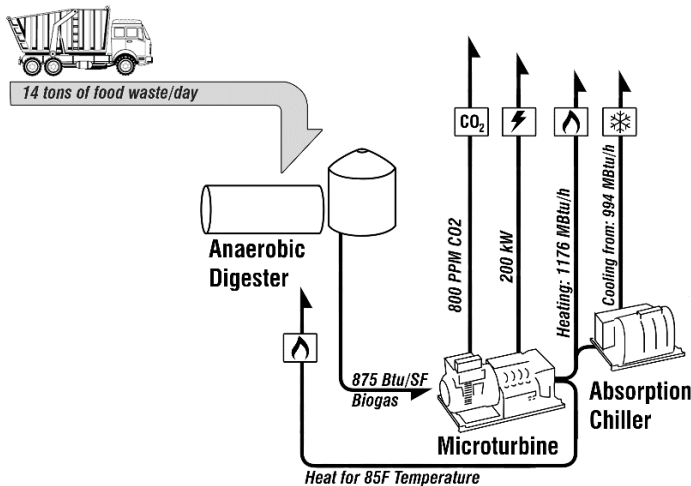 14 tons of food waste/day
CO2
800 PPM CO2
200 kW
Heating: 1176 MBtu/h
Cooling from: 994 MBtu/h
Anaerobic
Digester
875 Btu/SF
Biogas
Absorption
Chiller
Microturbine
Heat for 85F Temperature